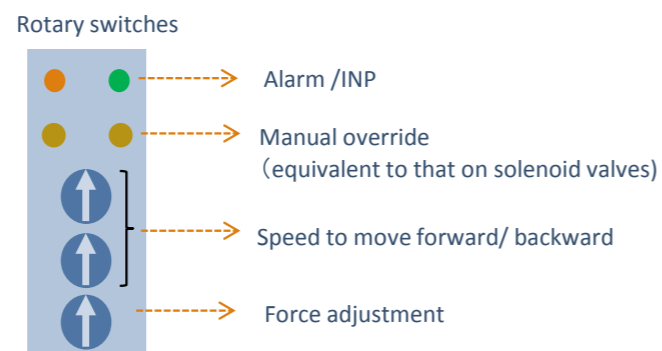 Rotary switches
Alarm /INP
Manual override
（equivalent to that on solenoid valves)
Speed to move forward/ backward
Force adjustment